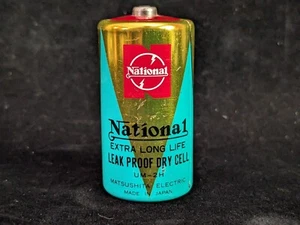 National
National
EXTRA LONG LIFE
LEAK PROOF DRY CELL
UM-2H
MATSUSHITA ELECTRIC
MADE IN JAPAN